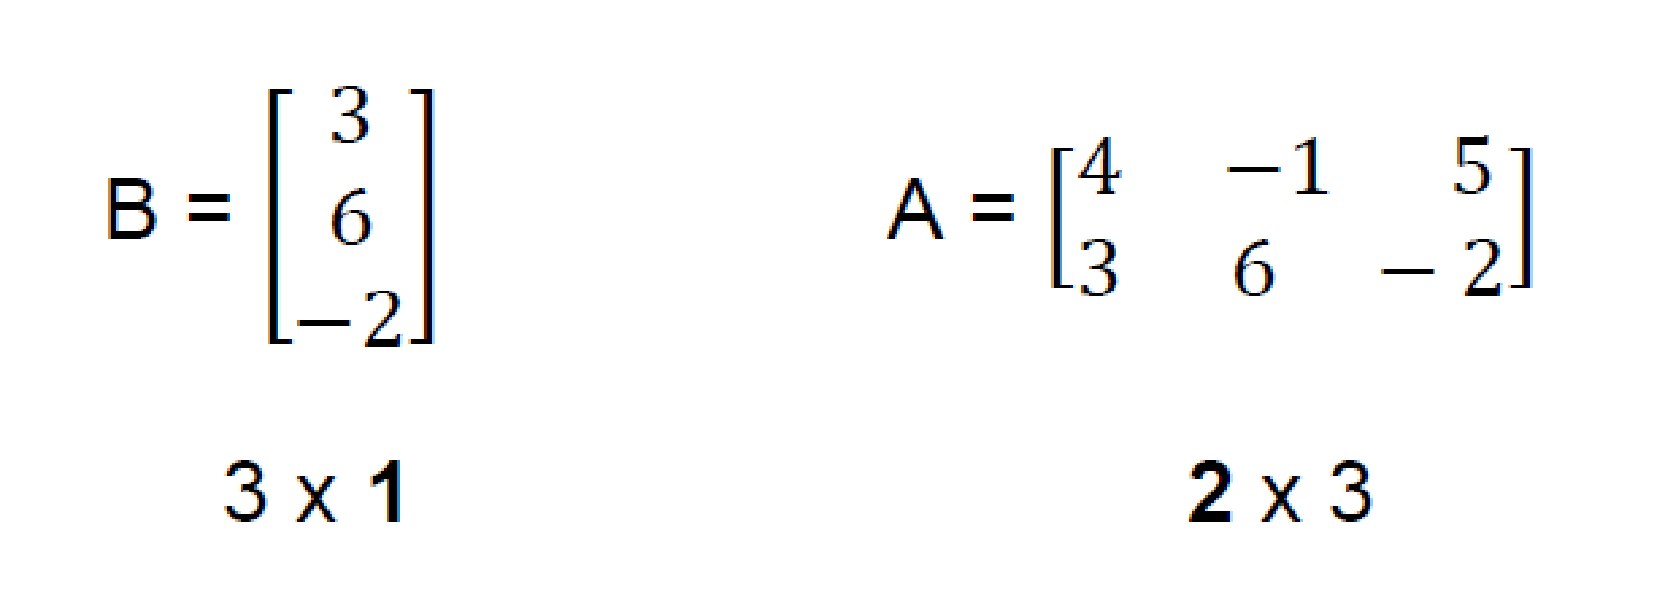 B = [3 6 −2]
A = [4 −1 5 3 6 − 2]
3 x 1
2 x 3